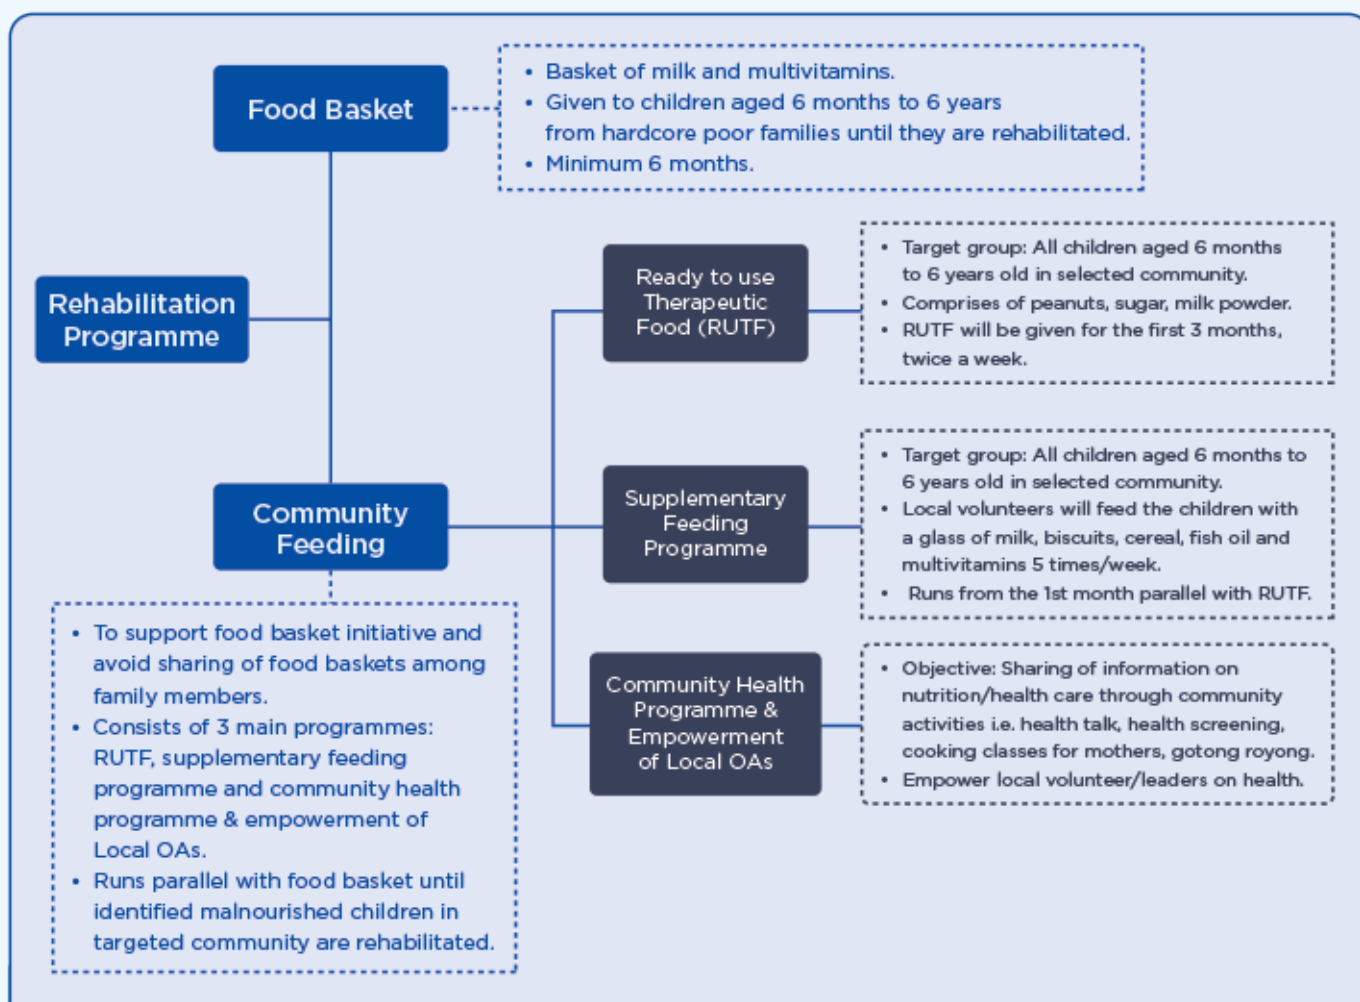 Food Basket
• Basket of milk and multivitamins.
• Given to children aged 6 months to 6 years
from hardcore poor families until they are rehabilitated.
• Minimum 6 months.
Rehabilitation
Programme
Ready to use
Therapeutic
Food (RUTF)
• Target group: All children aged 6 months
to 6 years old in selected community.
• Comprises of peanuts, sugar, milk powder.
• RUTF will be given for the first 3 months,
twice a week.
Community
Feeding
• To support food basket initiative and
avoid sharing of food baskets among
family members.
• Consists of 3 main programmes:
RUTF, supplementary feeding
programme and community health
programme & empowerment of
Local OAs.
• Runs parallel with food basket until
identified malnourished children in
targeted community are rehabilitated.
Supplementary
Feeding
Programme
• Target group: All children aged 6 months to
6 years old in selected community.
• Local volunteers will feed the children with
a glass of milk, biscuits, cereal, fish oil and
multivitamins 5 times/week.
• Runs from the 1st month parallel with RUTF.
Community Health
Programme &
Empowerment
of Local OAs
• Objective: Sharing of information on
nutrition/health care through community
activities i.e. health talk, health screening,
cooking classes for mothers, gotong royong.
• Empower local volunteer/leaders on health.